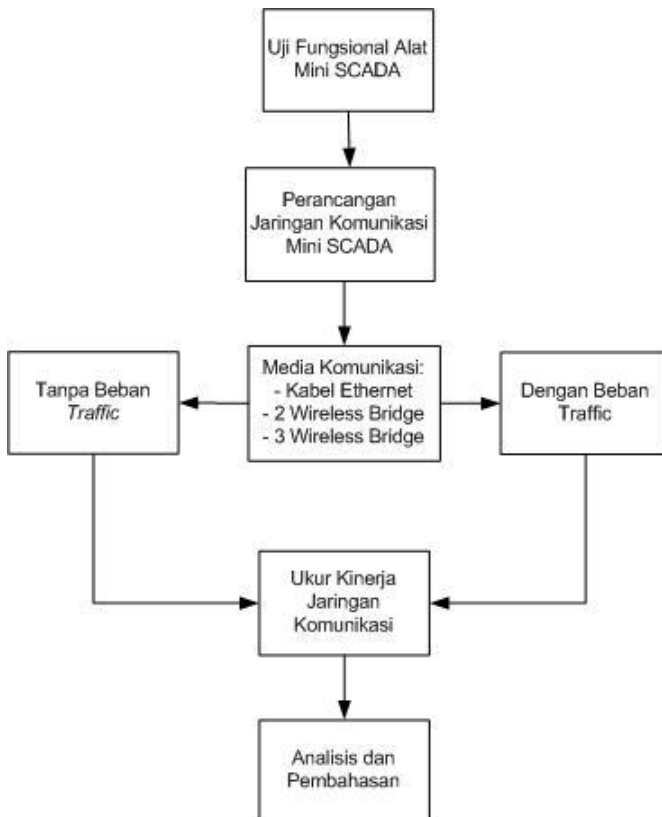 Uji Fungsional Alat
Mini SCADA
Perancangan
Jaringan Komunikasi
Mini SCADA
Tanpa Beban
Traffic
Media Komunikasi:
- Kabel Ethernet
- 2 Wireless Bridge
- 3 Wireless Bridge
Dengan Beban
Traffic
Ukur Kinerja
Jaringan
Komunikasi
Analisis dan
Pembahasan